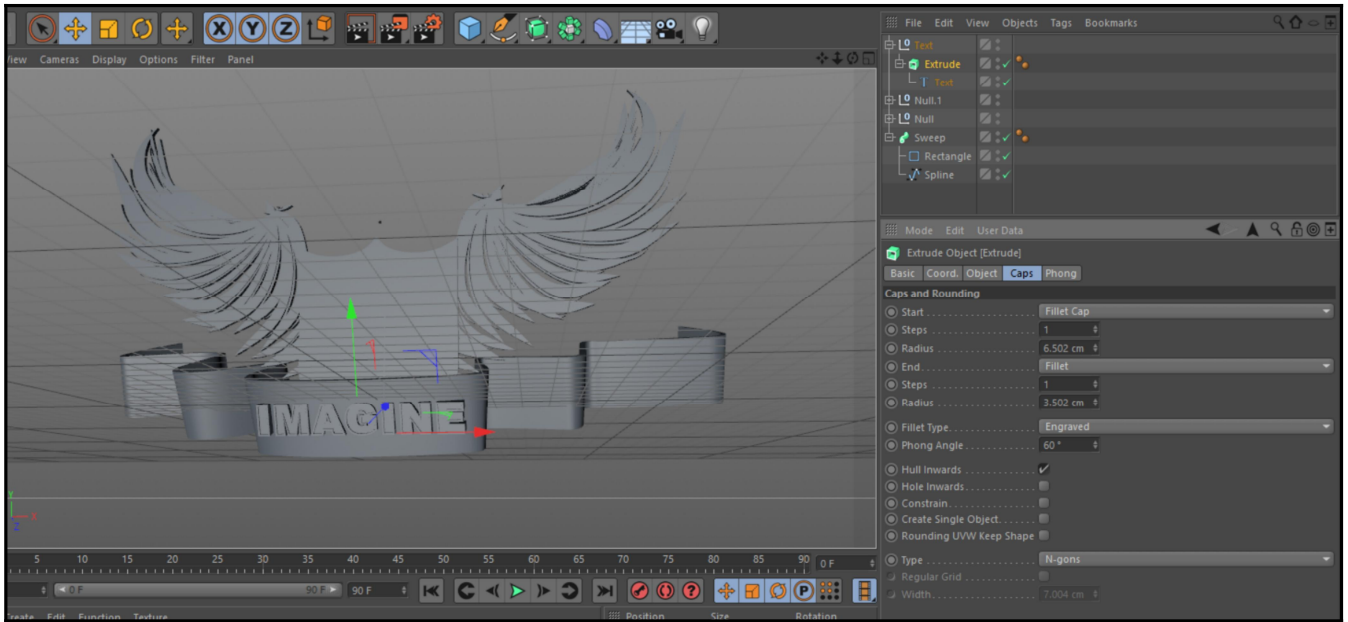 X Y Z
File Edit View Objects Tags Bookmarks
View Cameras Display Options Filter Panel
Text
Extrude
Text
Null.1
Null
Sweep
Rectangle
Spline
IMAGINE
Y
X
Z
Mode Edit User Data
Extrude Object [Extrude]
Basic Coord. Object Caps Phong
Caps and Rounding
Start Fillet Cap
Steps 1
Radius 6.502 cm
End Fillet
Steps 1
Radius 3.502 cm
Fillet Type Engraved
Phong Angle 60 °
Hull Inwards
Hole Inwards
Constrain
Create Single Object
Rounding UVW Keep Shape
Type N-gons
Regular Grid
Width 7.004 cm
5 10 15 20 25 30 35 40 45 50 55 60 65 70 75 80 85 90 0 F
0 F 90 F 90 F P
Create Edit Function Texture Position Size Rotation